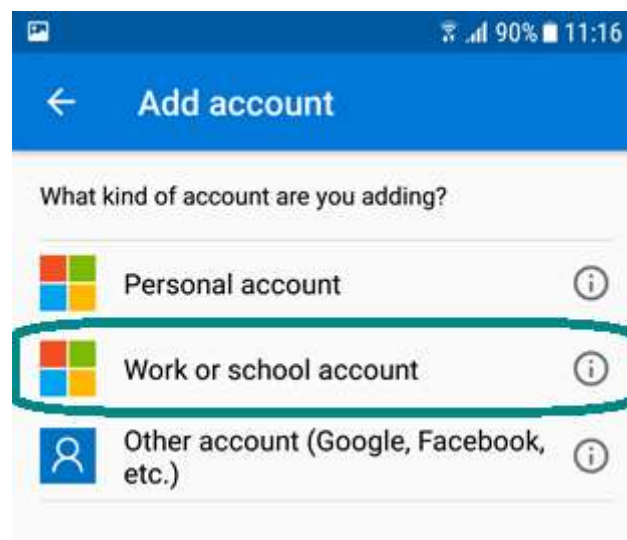 90% 11:16
Add account
What kind of account are you adding?
Personal account
Work or school account
Other account (Google, Facebook,
etc.)